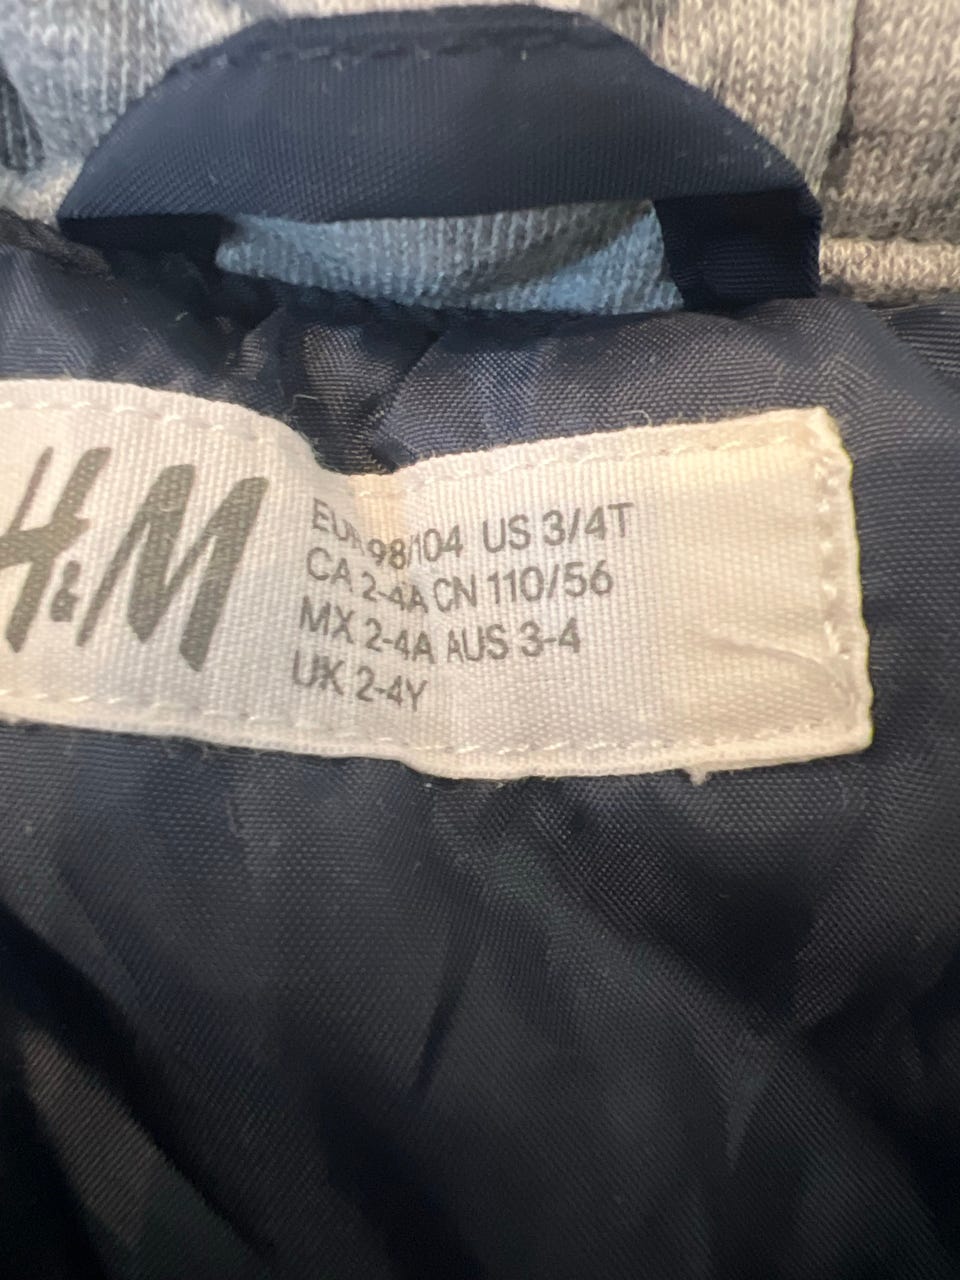 H&M
EUR 98/104 US 3/4T
CA 2-4A CN 110/56
MX 2-4A AUS 3-4
UK 2-4Y